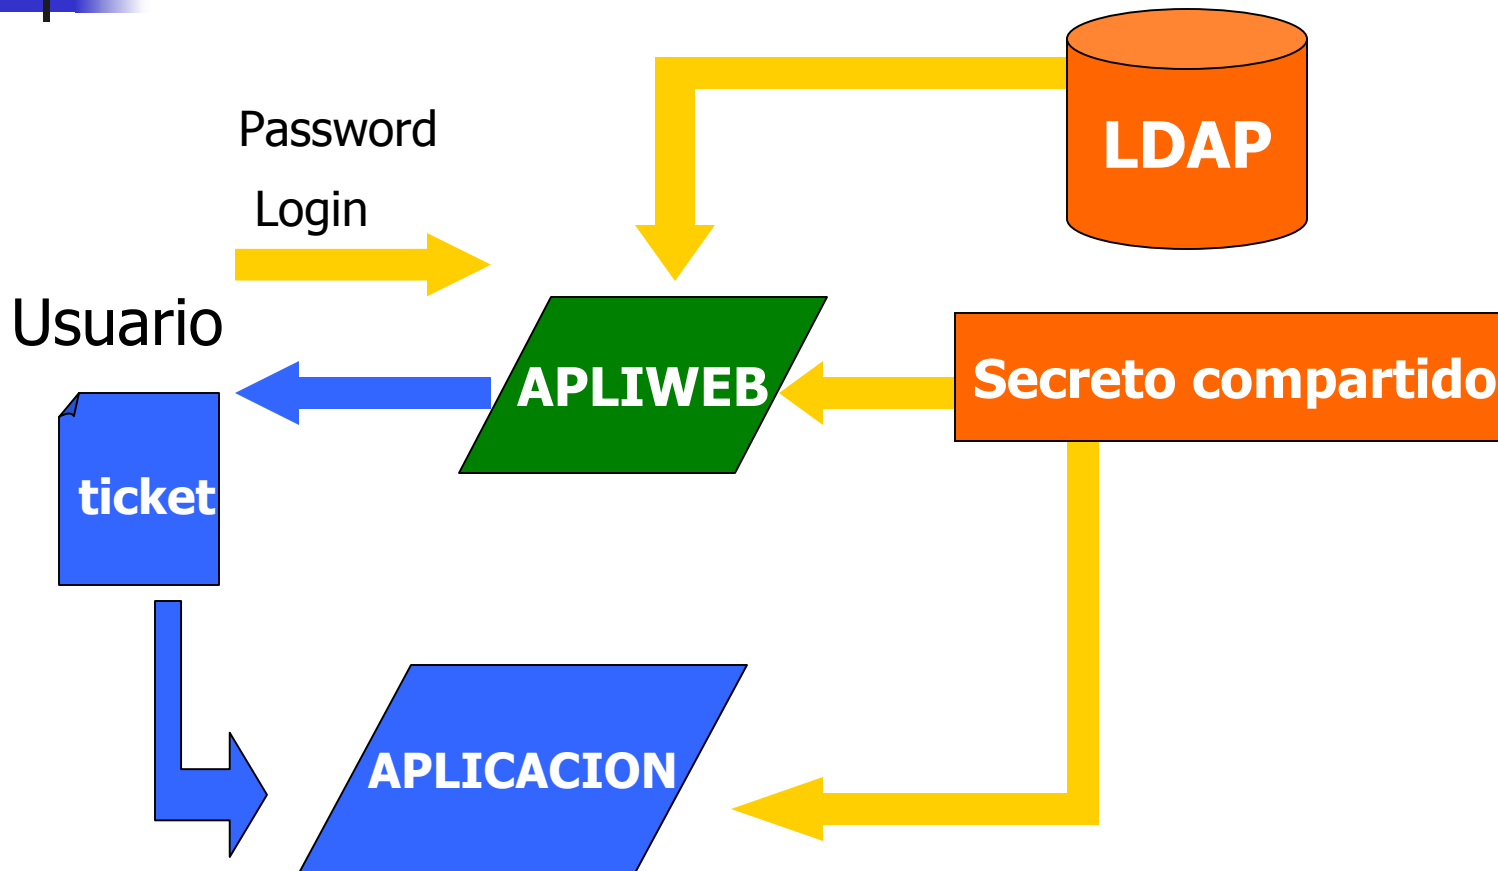 Password
LDAP
Login
Usuario
APLIWEB
Secreto compartido
ticket
APLICACION